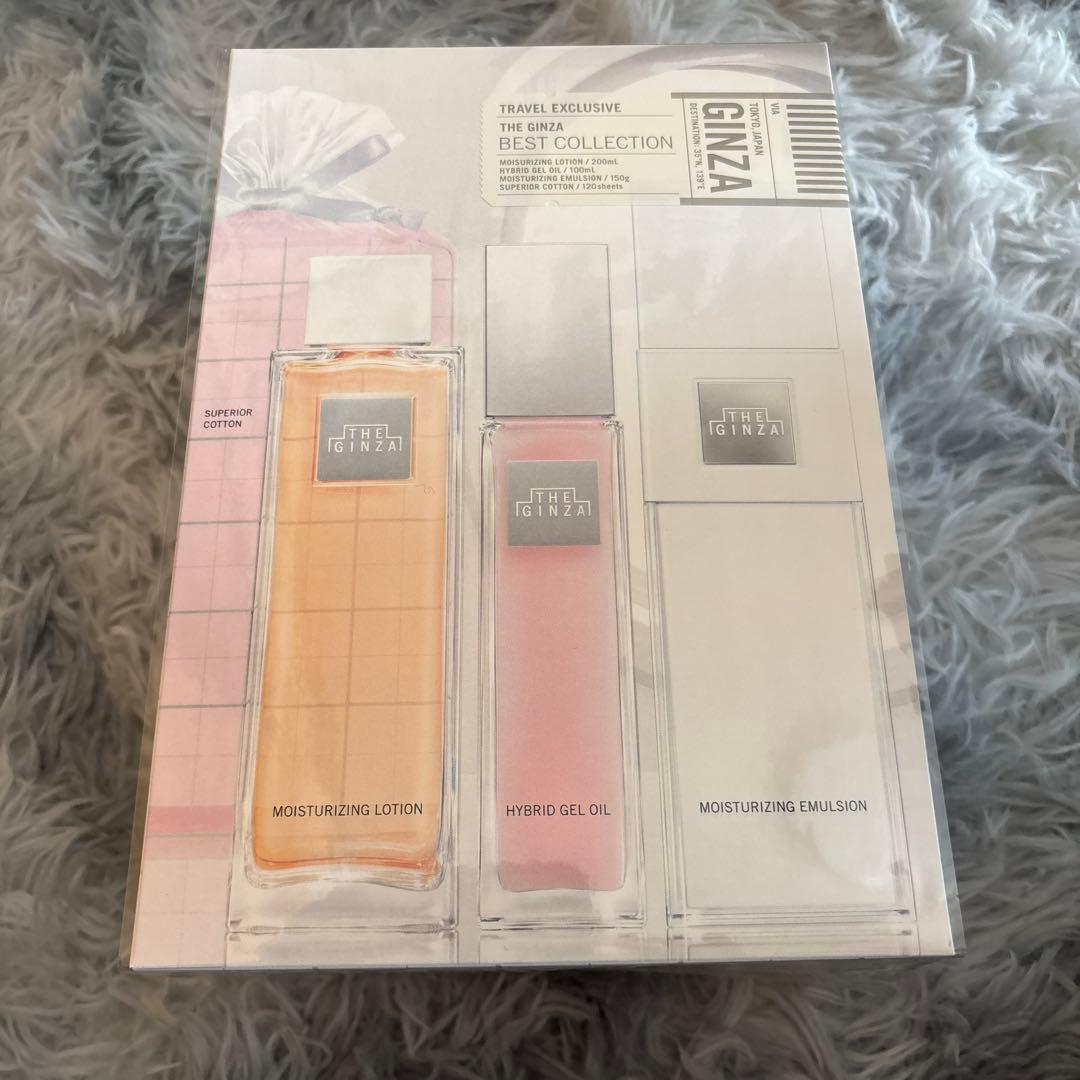 TRAVEL EXCLUSIVE
THE GINZA
BEST COLLECTION
MOISURIZING LOTION / 200mL
HYBRID GEL OIL / 100mL
MOISTURIZING EMULSION / 150g
SUPERIOR COTTON / 120sheets
VIA
TOKYO, JAPAN
GINZA
DESTINATION: 35°N, 139°E
SUPERIOR
COTTON
THE
GINZA
THE
GINZA
THE
GINZA
MOISTURIZING LOTION
HYBRID GEL OIL
MOISTURIZING EMULSION